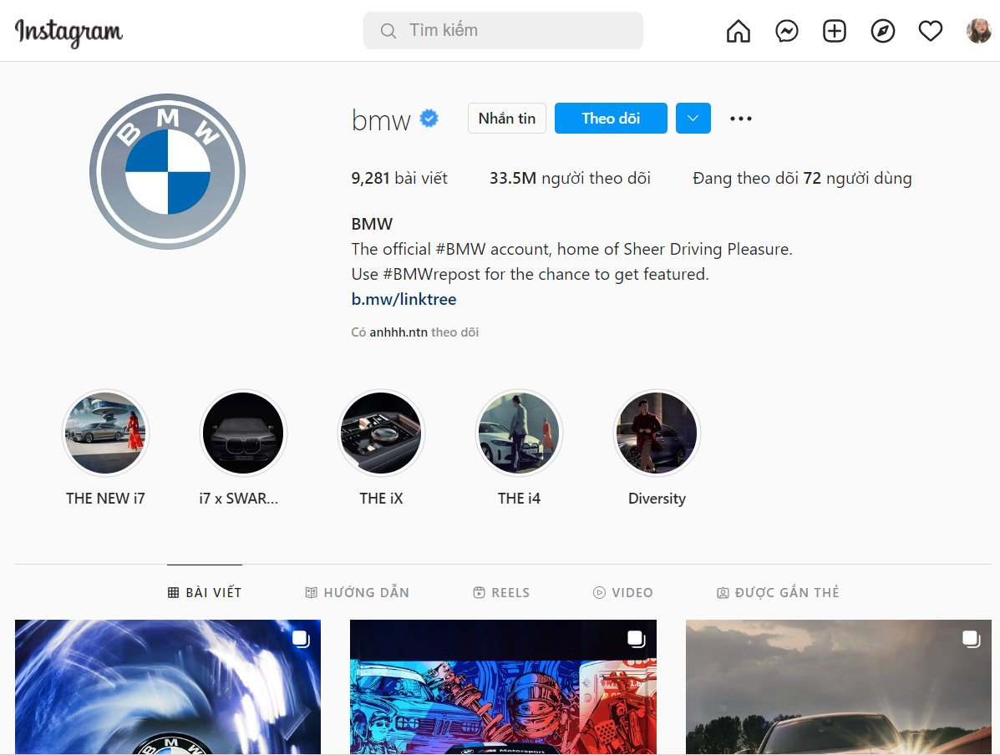 Instagram
Tìm kiếm
BMW
bmw
Nhắn tin
Theo dõi
9,281 bài viết
33.5M người theo dõi
Đang theo dõi 72 người dùng
BMW
The official #BMW account, home of Sheer Driving Pleasure.
Use #BMWrepost for the chance to get featured.
b.mw/linktree
Có anhhh.ntn theo dõi
THE NEW i7
i7 x SWAR...
THE iX
THE i4
Diversity
BÀI VIẾT
HƯỚNG DẪN
REELS
VIDEO
ĐƯỢC GẮN THẺ
BMW
Motorsport